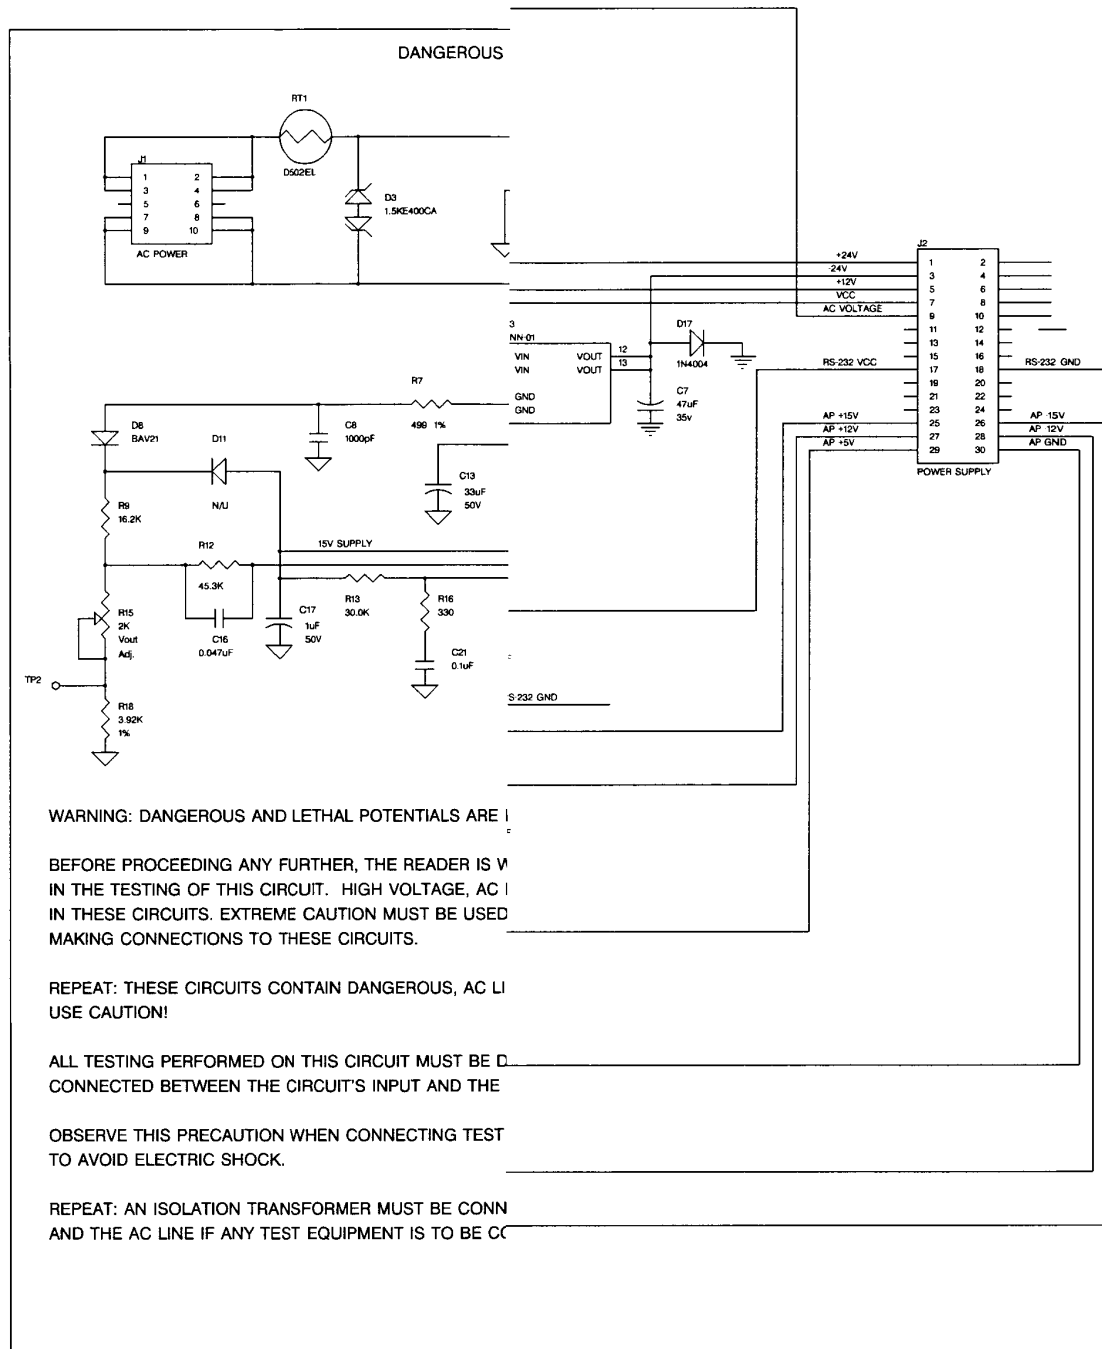 DANGEROUS
RT1
D502EL
J1
1 2
3 4
5 6
7 8
9 10
AC POWER
D3
1.5KE400CA
J2
+24V
-24V
+12V
VCC
AC VOLTAGE
1 2
3 4
5 6
7 8
9 10
11 12
13 14
15 16
17 18
19 20
21 22
23 24
25 26
27 28
29 30
POWER SUPPLY
RS-232 VCC
RS-232 GND
AP +15V
AP +12V
AP +5V
AP -15V
AP -12V
AP GND
3
NN-01
VIN VOUT 12
VIN VOUT 13
GND
GND
D17
1N4004
C7
47uF
35v
R7
499 1%
C8
1000pF
D8
BAV21
D11
N/U
C13
33uF
50V
R9
16.2K
15V SUPPLY
R12
45.3K
C16
0.047uF
C17
1uF
50V
R13
30.0K
R16
330
C21
0.1uF
R15
2K
Vout
Adj.
TP2
R18
3.92K
1%
S-232 GND
WARNING: DANGEROUS AND LETHAL POTENTIALS ARE
BEFORE PROCEEDING ANY FURTHER, THE READER IS W
IN THE TESTING OF THIS CIRCUIT. HIGH VOLTAGE, AC
IN THESE CIRCUITS. EXTREME CAUTION MUST BE USED
MAKING CONNECTIONS TO THESE CIRCUITS.
REPEAT: THESE CIRCUITS CONTAIN DANGEROUS, AC LI
USE CAUTION!
ALL TESTING PERFORMED ON THIS CIRCUIT MUST BE D
CONNECTED BETWEEN THE CIRCUIT'S INPUT AND THE
OBSERVE THIS PRECAUTION WHEN CONNECTING TEST
TO AVOID ELECTRIC SHOCK.
REPEAT: AN ISOLATION TRANSFORMER MUST BE CONN
AND THE AC LINE IF ANY TEST EQUIPMENT IS TO BE CO